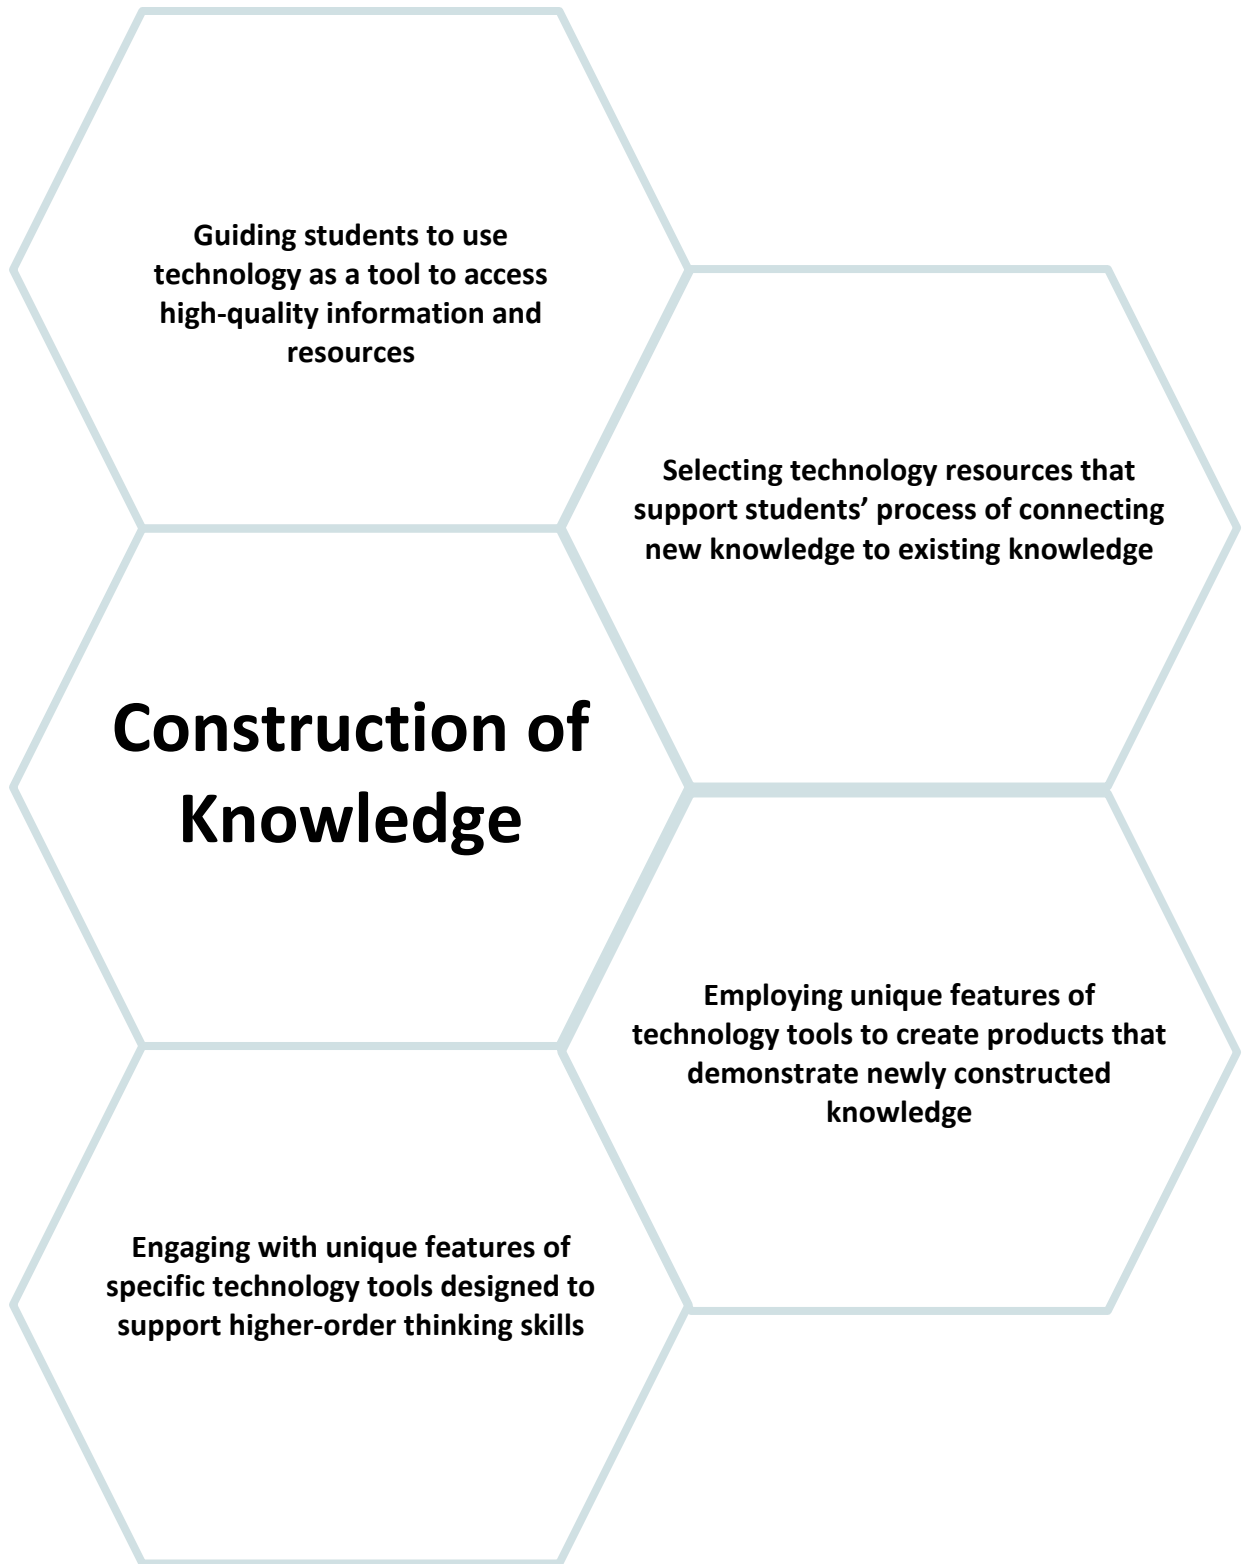 Guiding students to use
technology as a tool to access
high-quality information and
resources
Selecting technology resources that
support students’ process of connecting
new knowledge to existing knowledge
Construction of
Knowledge
Employing unique features of
technology tools to create products that
demonstrate newly constructed
knowledge
Engaging with unique features of
specific technology tools designed to
support higher-order thinking skills